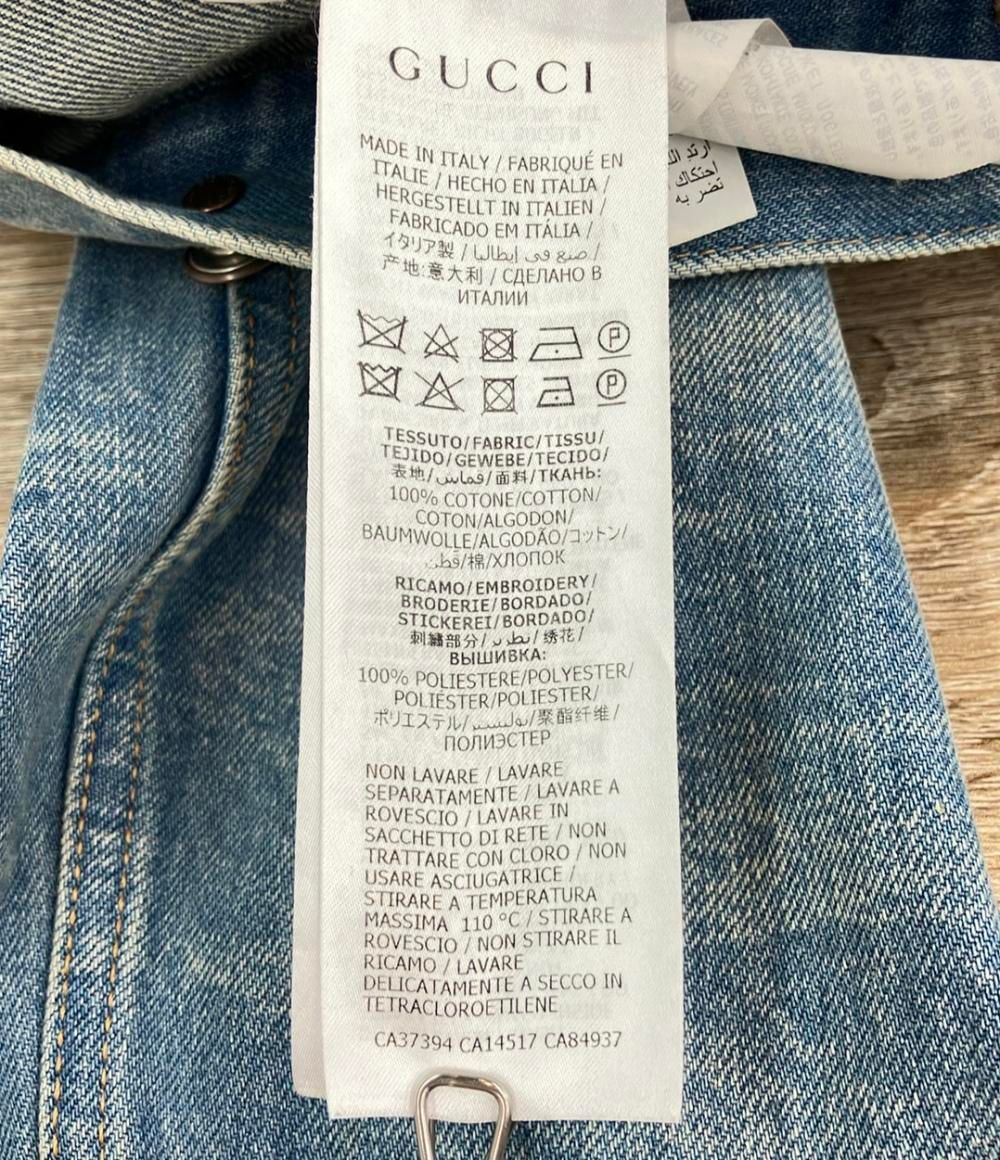 GUCCI
MADE IN ITALY / FABRIQUÉ EN
ITALIE / HECHO EN ITALIA /
HERGESTELLT IN ITALIEN /
FABRICADO EM ITÁLIA /
イタリア製 / صنع في إيطاليا /
产地:意大利 / СДЕЛАНО В
ИТАЛИИ
P
P
TESSUTO/FABRIC/TISSU/
TEJIDO/GEWEBE/TECIDO/
表地/قماش/面料/ТКАНЬ:
100% COTONE/COTTON/
COTON/ALGODON/
BAUMWOLLE/ALGODÃO/コットン/
قطن/棉/ХЛОПОК
RICAMO/EMBROIDERY/
BRODERIE/BORDADO/
STICKEREI/BORDADO/
刺繍部分/تطريز/绣花/
ВЫШИВКА:
100% POLIESTERE/POLYESTER/
POLIÉSTER/POLIESTER/
ポリエステル/بوليستر/聚酯纤维/
ПОЛИЭСТЕР
NON LAVARE / LAVARE
SEPARATAMENTE / LAVARE A
ROVESCIO / LAVARE IN
SACCHETTO DI RETE / NON
TRATTARE CON CLORO / NON
USARE ASCIUGATRICE /
STIRARE A TEMPERATURA
MASSIMA 110 °C / STIRARE A
ROVESCIO / NON STIRARE IL
RICAMO / LAVARE
DELICATAMENTE A SECCO IN
TETRACLOROETILENE
CA37394 CA14517 CA84937
احتكاك
تضر به